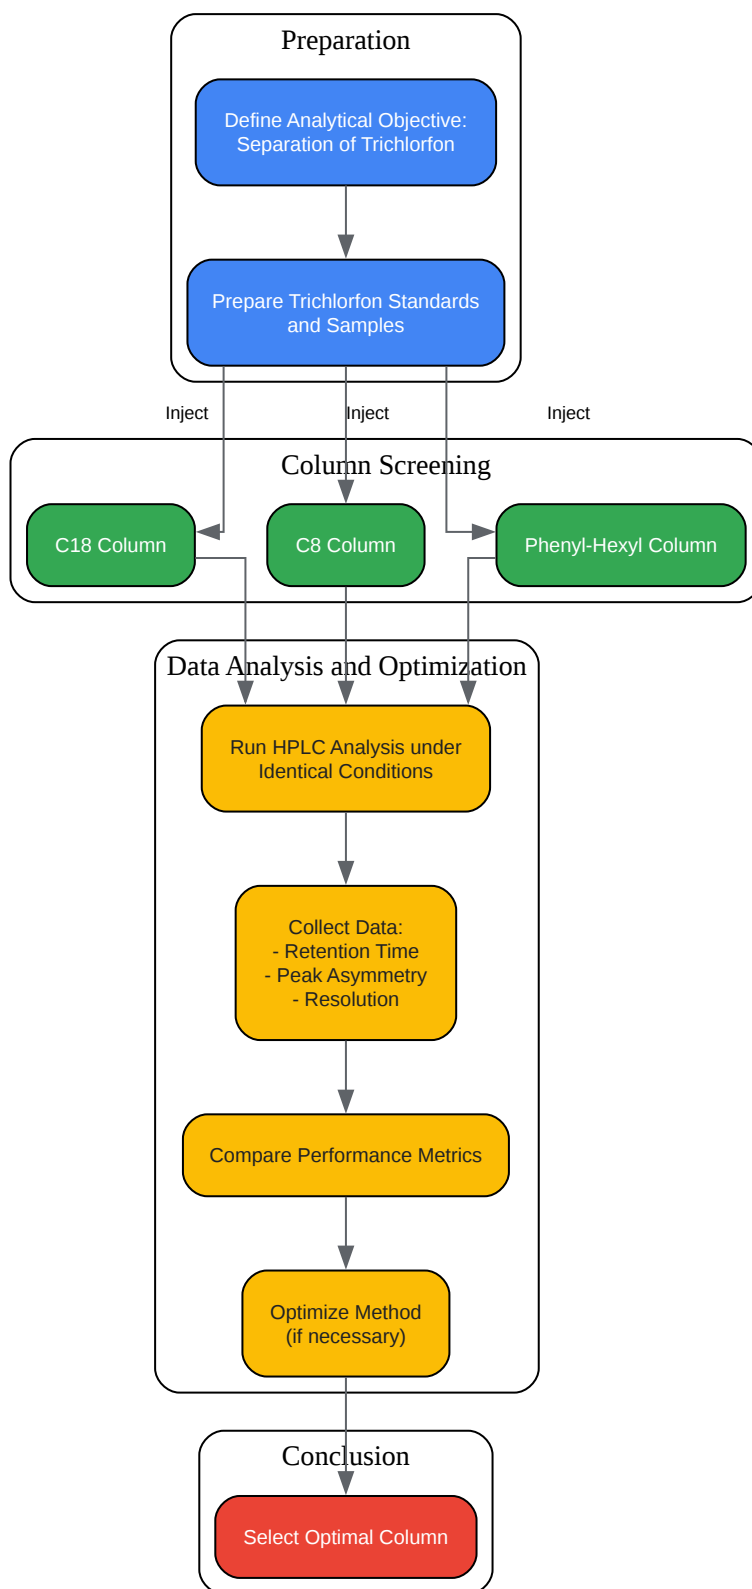 Preparation
Define Analytical Objective:
Separation of Trichlorfon
Prepare Trichlorfon Standards
and Samples
Inject
Inject
Inject
Column Screening
C18 Column
C8 Column
Phenyl-Hexyl Column
Data Analysis and Optimization
Run HPLC Analysis under
Identical Conditions
Collect Data:
- Retention Time
- Peak Asymmetry
- Resolution
Compare Performance Metrics
Optimize Method
(if necessary)
Conclusion
Select Optimal Column